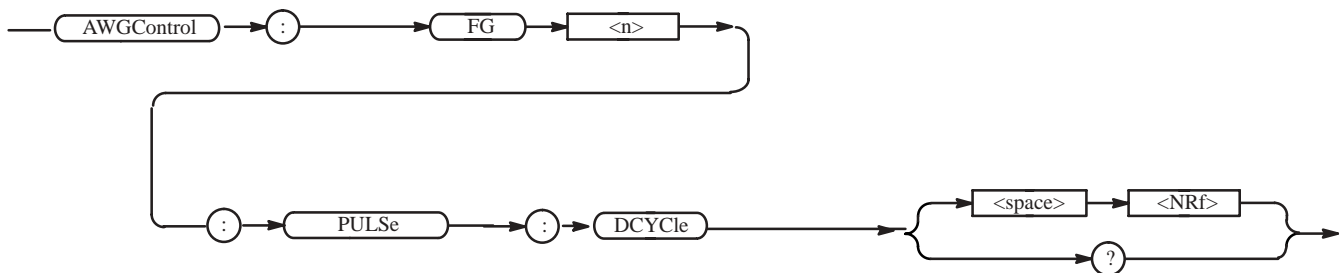 AWGControl : FG <n>
: PULSe : DCYCle <space> <NRf>
?